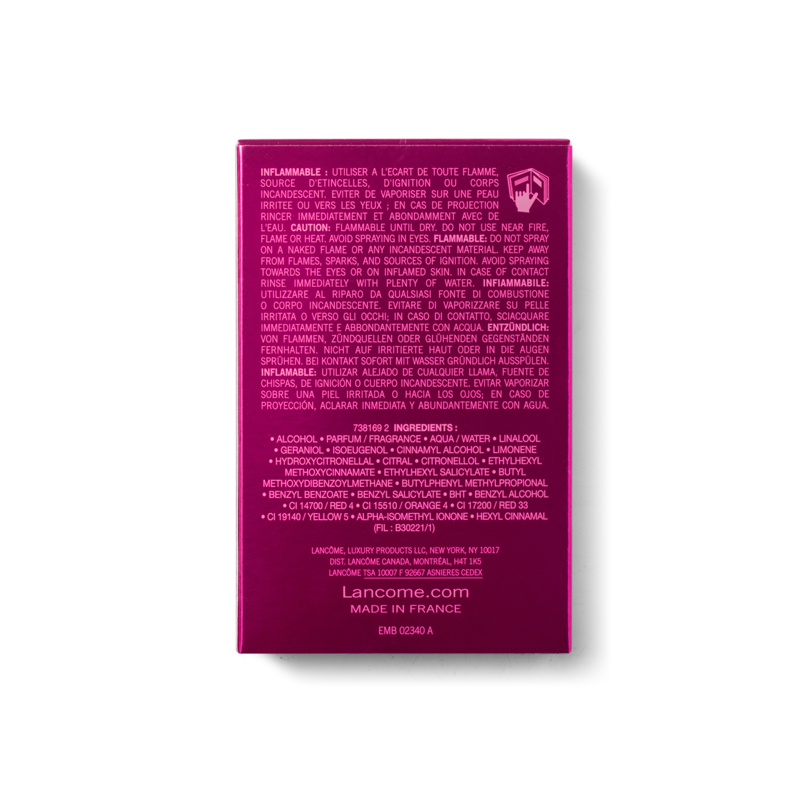 INFLAMMABLE : UTILISER A L'ECART DE TOUTE FLAMME,
SOURCE D'ETINCELLES, D'IGNITION OU CORPS
INCANDESCENT. EVITER DE VAPORISER SUR UNE PEAU
IRRITEE OU VERS LES YEUX ; EN CAS DE PROJECTION
RINCER IMMEDIATEMENT ET ABONDAMMENT AVEC DE
L'EAU. CAUTION: FLAMMABLE UNTIL DRY. DO NOT USE NEAR FIRE,
FLAME OR HEAT. AVOID SPRAYING IN EYES. FLAMMABLE: DO NOT SPRAY
ON A NAKED FLAME OR ANY INCANDESCENT MATERIAL. KEEP AWAY
FROM FLAMES, SPARKS, AND SOURCES OF IGNITION. AVOID SPRAYING
TOWARDS THE EYES OR ON INFLAMED SKIN. IN CASE OF CONTACT
RINSE IMMEDIATELY WITH PLENTY OF WATER. INFIAMMABILE:
UTILIZZARE AL RIPARO DA QUALSIASI FONTE DI COMBUSTIONE
O CORPO INCANDESCENTE. EVITARE DI VAPORIZZARE SU PELLE
IRRITATA O VERSO GLI OCCHI; IN CASO DI CONTATTO, SCIACQUARE
IMMEDIATAMENTE E ABBONDANTEMENTE CON ACQUA. ENTZÜNDLICH:
VON FLAMMEN, ZÜNDQUELLEN ODER GLÜHENDEN GEGENSTÄNDEN
FERNHALTEN. NICHT AUF IRRITIERTE HAUT ODER IN DIE AUGEN
SPRÜHEN. BEI KONTAKT SOFORT MIT WASSER GRÜNDLICH AUSSPÜLEN.
INFLAMABLE: UTILIZAR ALEJADO DE CUALQUIER LLAMA, FUENTE DE
CHISPAS, DE IGNICIÓN O CUERPO INCANDESCENTE. EVITAR VAPORIZAR
SOBRE UNA PIEL IRRITADA O HACIA LOS OJOS; EN CASO DE
PROYECCIÓN, ACLARAR INMEDIATA Y ABUNDANTEMENTE CON AGUA.
738169 2 INGREDIENTS :
• ALCOHOL • PARFUM / FRAGRANCE • AQUA / WATER • LINALOOL
• GERANIOL • ISOEUGENOL • CINNAMYL ALCOHOL • LIMONENE
• HYDROXYCITRONELLAL • CITRAL • CITRONELLOL • ETHYLHEXYL
METHOXYCINNAMATE • ETHYLHEXYL SALICYLATE • BUTYL
METHOXYDIBENZOYLMETHANE • BUTYLPHENYL METHYLPROPIONAL
• BENZYL BENZOATE • BENZYL SALICYLATE • BHT • BENZYL ALCOHOL
• CI 14700 / RED 4 • CI 15510 / ORANGE 4 • CI 17200 / RED 33
• CI 19140 / YELLOW 5 • ALPHA-ISOMETHYL IONONE • HEXYL CINNAMAL
(FIL : B30221/1)
LANCÔME, LUXURY PRODUCTS LLC, NEW YORK, NY 10017
DIST. LANCÔME CANADA, MONTRÉAL, H4T 1K5
LANCÔME TSA 10007 F 92667 ASNIERES CEDEX
Lancome.com
MADE IN FRANCE
EMB 02340 A